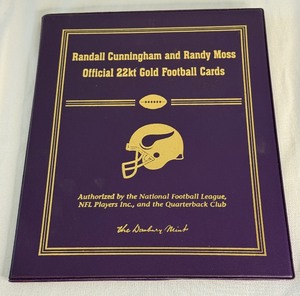 Randall Cunningham and Randy Moss
Official 22kt Gold Football Cards
Authorized by the National Football League,
NFL Players Inc., and the Quarterback Club
The Danbury Mint